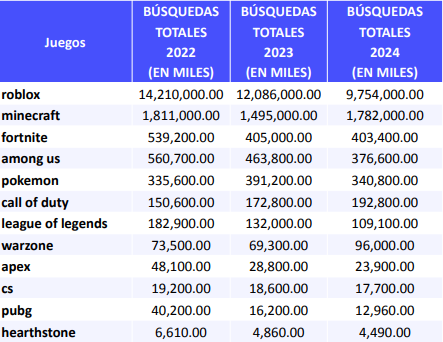 Juegos BÚSQUEDAS TOTALES 2022 (EN MILES) BÚSQUEDAS TOTALES 2023 (EN MILES) BÚSQUEDAS TOTALES 2024 (EN MILES)
roblox 14,210,000.00 12,086,000.00 9,754,000.00
minecraft 1,811,000.00 1,495,000.00 1,782,000.00
fortnite 539,200.00 405,000.00 403,400.00
among us 560,700.00 463,800.00 376,600.00
pokemon 335,600.00 391,200.00 340,800.00
call of duty 150,600.00 172,800.00 192,800.00
league of legends 182,900.00 132,000.00 109,100.00
warzone 73,500.00 69,300.00 96,000.00
apex 48,100.00 28,800.00 23,900.00
cs 19,200.00 18,600.00 17,700.00
pubg 40,200.00 16,200.00 12,960.00
hearthstone 6,610.00 4,860.00 4,490.00